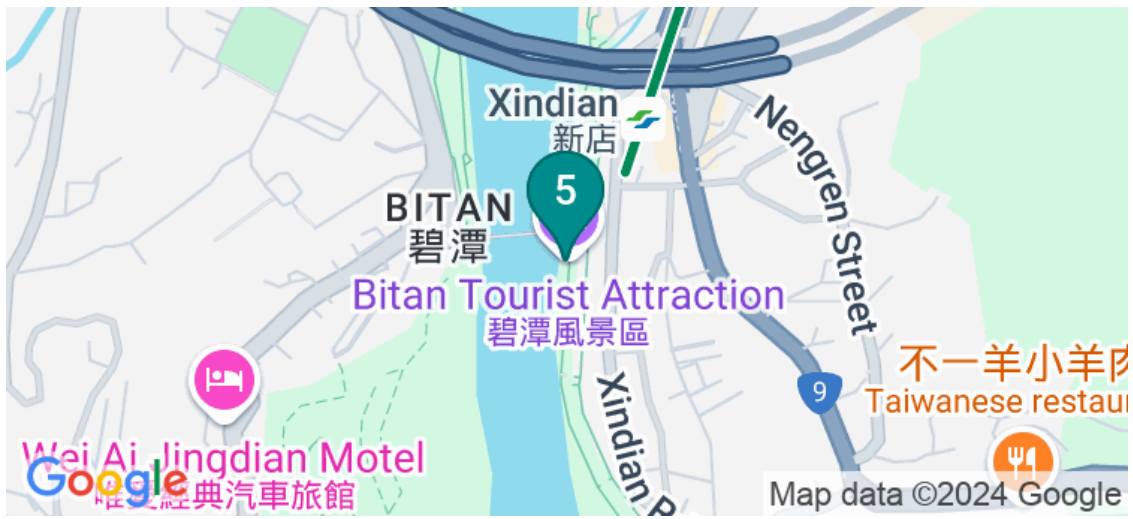 Xindian
新店
Nengren Street
5
BITAN
碧潭
Bitan Tourist Attraction
碧潭風景區
不一羊小羊肉
Taiwanese restaur
9
Xindian R
Wei Ai Jingdian Motel
唯愛經典汽車旅館
Google
Map data ©2024 Google